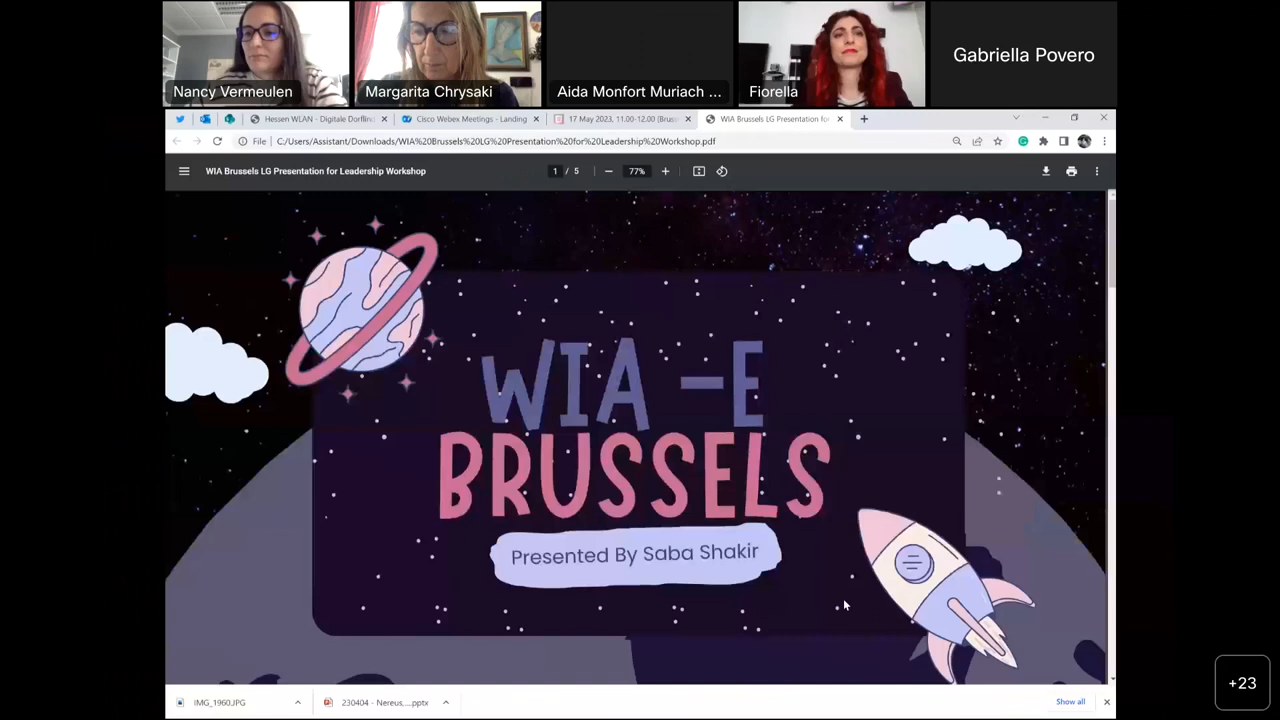 Nancy Vermeulen
Margarita Chrysaki
Aida Monfort Muriach ...
Fiorella
Gabriella Povero
Hessen WLAN - Digitale Dorflind
Cisco Webex Meetings - Landing
17 May 2023, 11.00-12.00 (Bruss
WIA Brussels LG Presentation for
File
C:/Users/Assistant/Downloads/WIA%20Brussels%20LG%20Presentation%20for%20Leadership%20Workshop.pdf
WIA Brussels LG Presentation for Leadership Workshop
1 / 5
77%
WIA -E
BRUSSELS
Presented By Saba Shakir
+23
IMG_1960.JPG
230404 - Nereus,....pptx
Show all